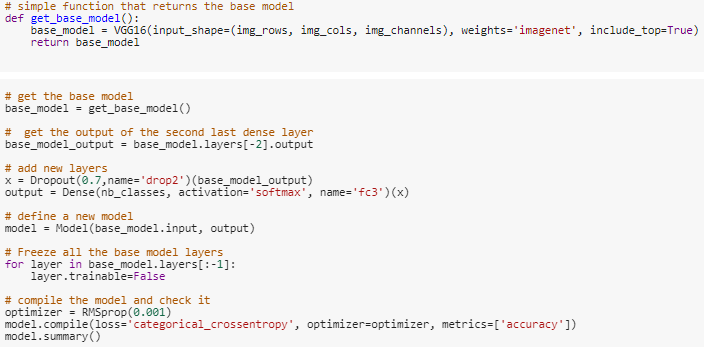 # simple function that returns the base model
def get_base_model():
    base_model = VGG16(input_shape=(img_rows, img_cols, img_channels), weights='imagenet', include_top=True)
    return base_model
# get the base model
base_model = get_base_model()
#  get the output of the second last dense layer
base_model_output = base_model.layers[-2].output
# add new layers
x = Dropout(0.7,name='drop2')(base_model_output)
output = Dense(nb_classes, activation='softmax', name='fc3')(x)
# define a new model
model = Model(base_model.input, output)
# Freeze all the base model layers
for layer in base_model.layers[:-1]:
    layer.trainable=False
# compile the model and check it
optimizer = RMSprop(0.001)
model.compile(loss='categorical_crossentropy', optimizer=optimizer, metrics=['accuracy'])
model.summary()